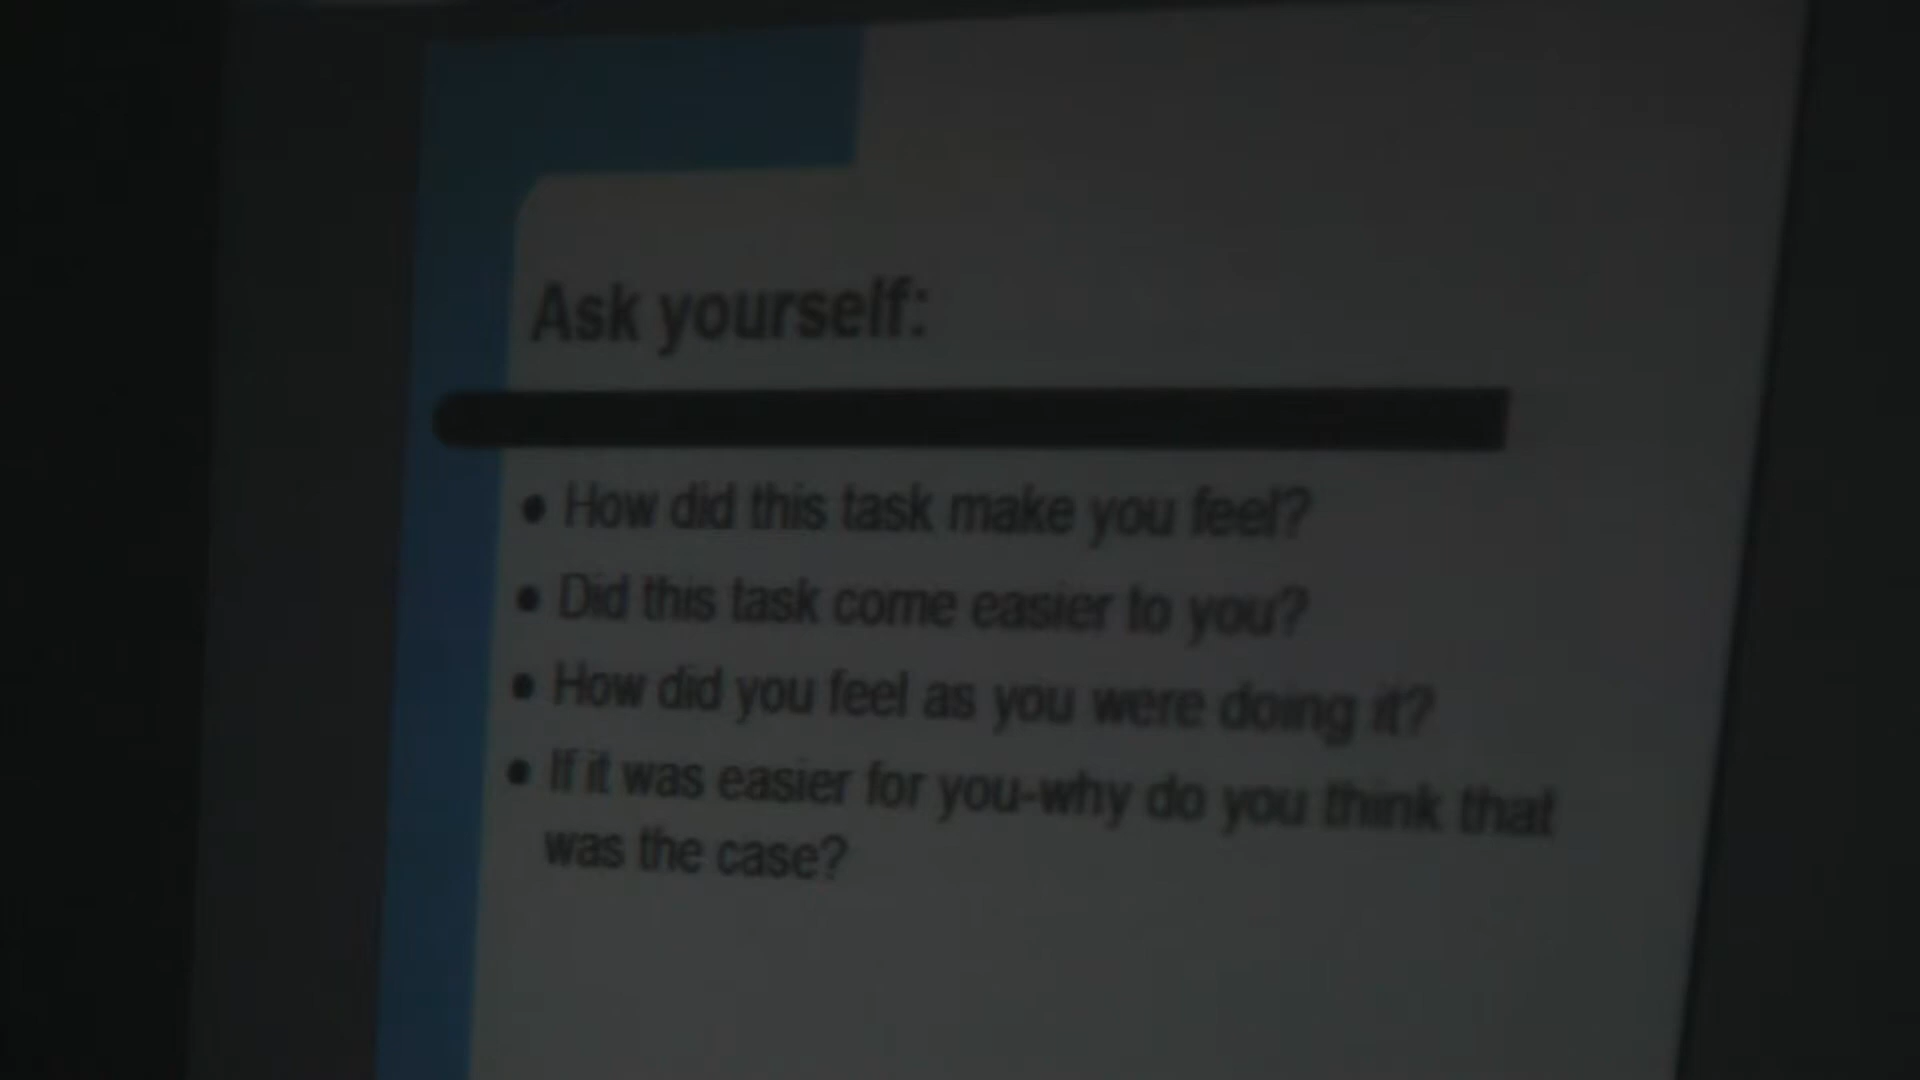 Ask yourself:
• How did this task make you feel?
• Did this task come easier to you?
• How did you feel as you were doing it?
• If it was easier for you-why do you think that
was the case?